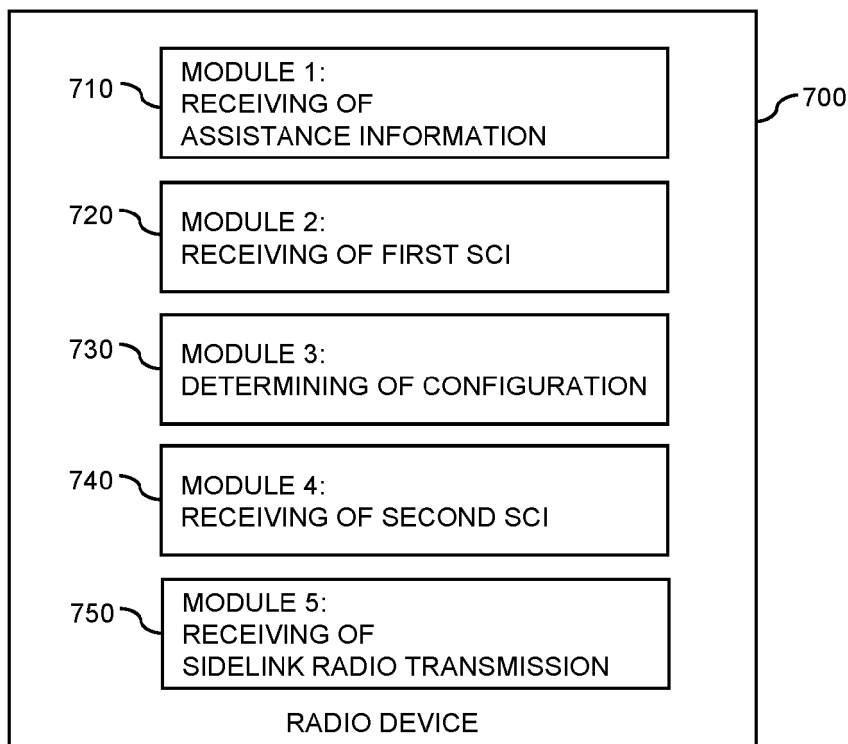 710
MODULE 1:
RECEIVING OF
ASSISTANCE INFORMATION
700
720
MODULE 2:
RECEIVING OF FIRST SCI
730
MODULE 3:
DETERMINING OF CONFIGURATION
740
MODULE 4:
RECEIVING OF SECOND SCI
750
MODULE 5:
RECEIVING OF
SIDELINK RADIO TRANSMISSION
RADIO DEVICE